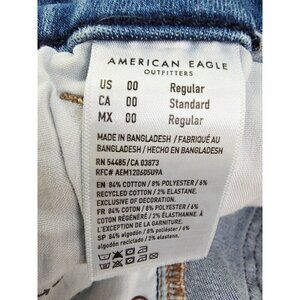 AMERICAN EAGLE
OUTFITTERS
US 00 Regular
CA 00 Standard
MX 00 Regular
MADE IN BANGLADESH / FABRIQUÉ AU
BANGLADESH / HECHO EN BANGLADESH
RN 54485/CA 03873
RFC# AEM120605U9A
EN 84% COTTON / 8% POLYESTER / 6%
RECYCLED COTTON / 2% ELASTANE.
EXCLUSIVE OF DECORATION.
FR 84% COTON / 8% POLYESTER / 6%
COTON RÉGÉNÉRÉ / 2% ÉLASTHANNE. À
L'EXCEPTION DE LA GARNITURE.
SP 84% algodón / 8% poliéster / 6%
algodón reciclado / 2% elastano.